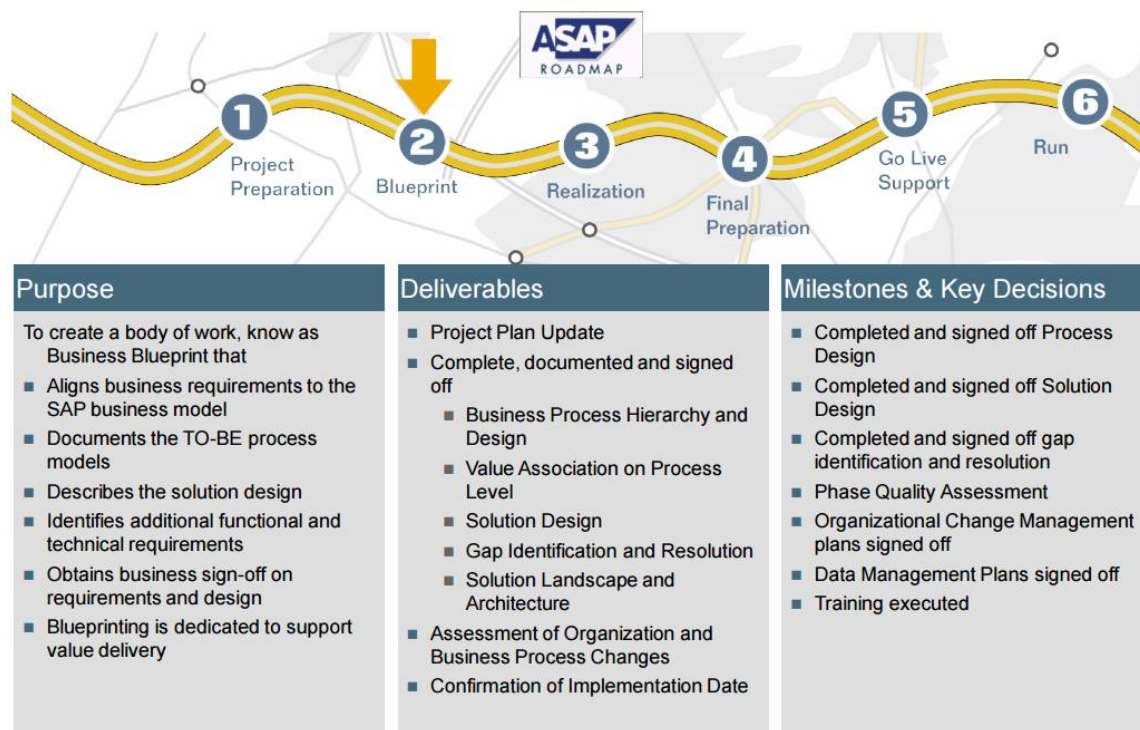 ASAP
ROADMAP
1
Project
Preparation
2
Blueprint
3
Realization
4
Final
Preparation
5
Go Live
Support
6
Run
Purpose
To create a body of work, know as
Business Blueprint that
Aligns business requirements to the
SAP business model
Documents the TO-BE process
models
Describes the solution design
Identifies additional functional and
technical requirements
Obtains business sign-off on
requirements and design
Blueprinting is dedicated to support
value delivery
Deliverables
Project Plan Update
Complete, documented and signed
off
Business Process Hierarchy and
Design
Value Association on Process
Level
Solution Design
Gap Identification and Resolution
Solution Landscape and
Architecture
Assessment of Organization and
Business Process Changes
Confirmation of Implementation Date
Milestones & Key Decisions
Completed and signed off Process
Design
Completed and signed off Solution
Design
Completed and signed off gap
identification and resolution
Phase Quality Assessment
Organizational Change Management
plans signed off
Data Management Plans signed off
Training executed